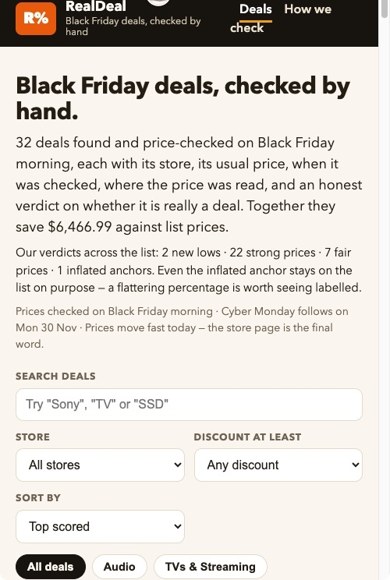 R%
RealDeal
Black Friday deals, checked by
hand
Deals How we
check
Black Friday deals, checked by
hand.
32 deals found and price-checked on Black Friday
morning, each with its store, its usual price, when it
was checked, where the price was read, and an honest
verdict on whether it is really a deal. Together they
save $6,466.99 against list prices.
Our verdicts across the list: 2 new lows · 22 strong prices · 7 fair
prices · 1 inflated anchors. Even the inflated anchor stays on the
list on purpose — a flattering percentage is worth seeing labelled.
Prices checked on Black Friday morning · Cyber Monday follows on
Mon 30 Nov · Prices move fast today — the store page is the final
word.
SEARCH DEALS
Try "Sony", "TV" or "SSD"
STORE DISCOUNT AT LEAST
All stores Any discount
SORT BY
Top scored
All deals Audio TVs & Streaming